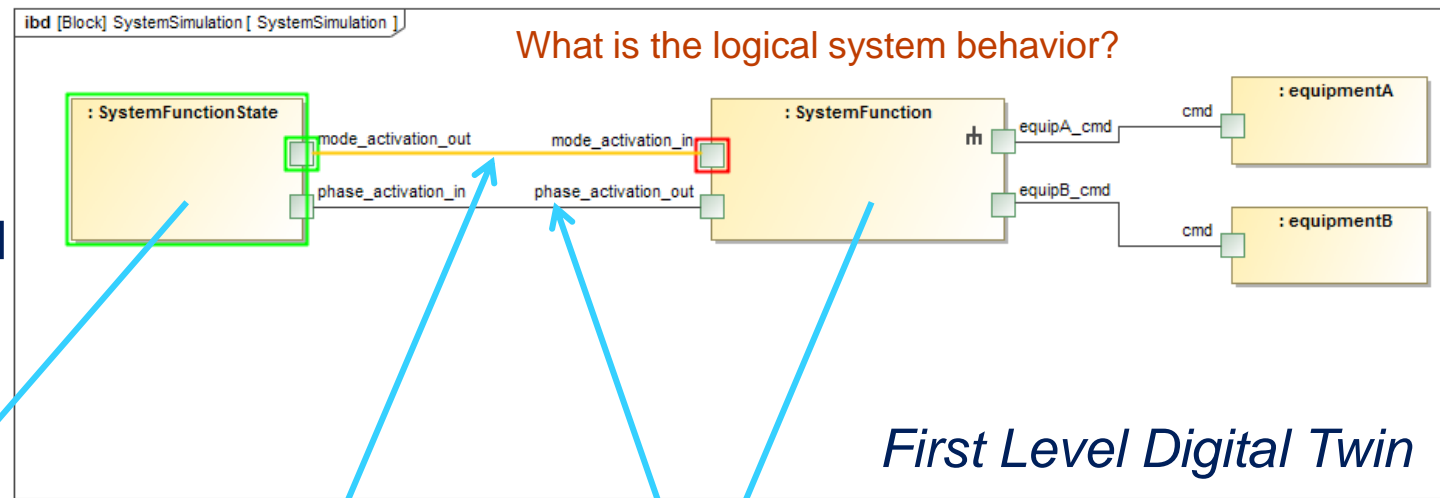 ibd [Block] SystemSimulation [ SystemSimulation ]
What is the logical system behavior?
: SystemFunctionState
mode_activation_out
phase_activation_in
mode_activation_in
phase_activation_out
: SystemFunction
equipA_cmd
equipB_cmd
cmd
: equipmentA
cmd
: equipmentB
First Level Digital Twin